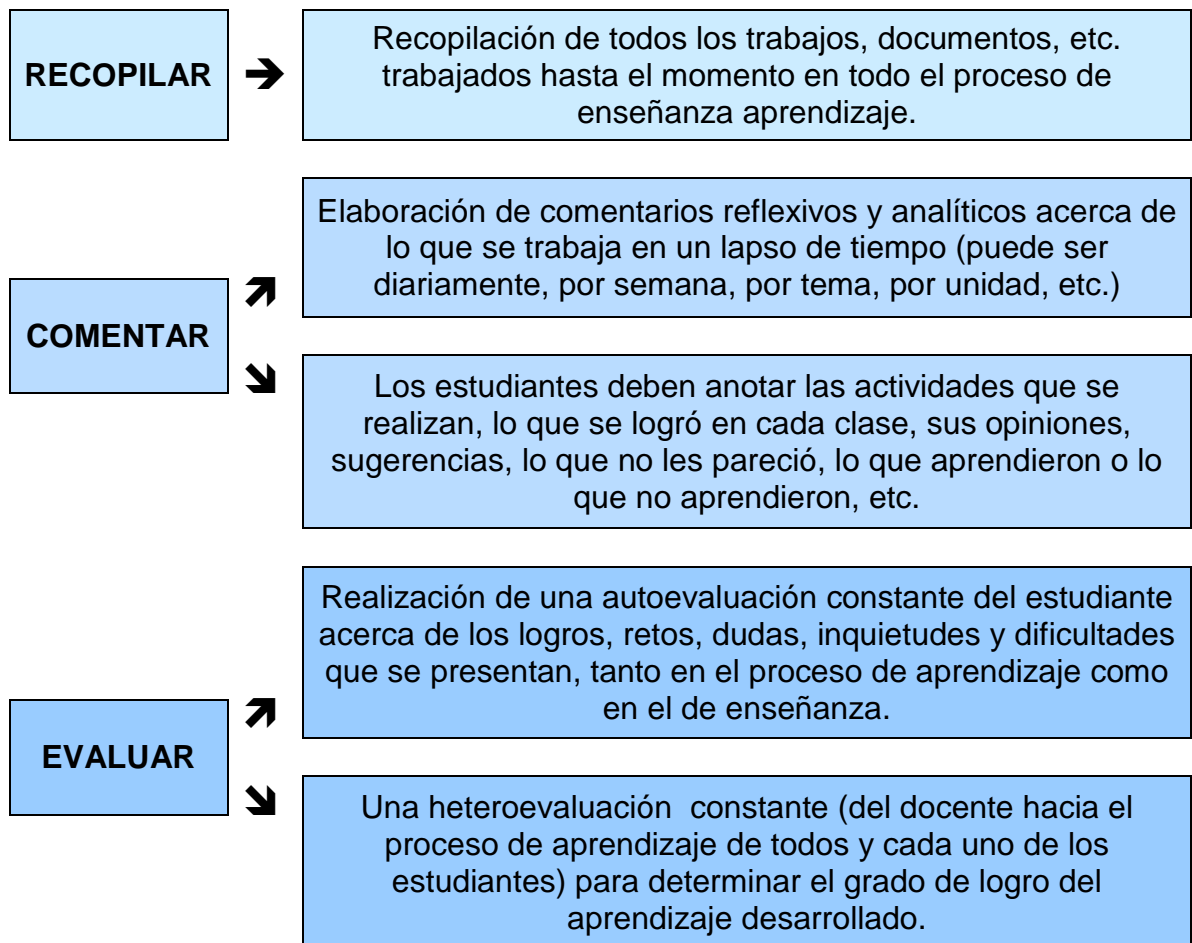 RECOPILAR
Recopilación de todos los trabajos, documentos, etc.
trabajados hasta el momento en todo el proceso de
enseñanza aprendizaje.
COMENTAR
Elaboración de comentarios reflexivos y analíticos acerca de
lo que se trabaja en un lapso de tiempo (puede ser
diariamente, por semana, por tema, por unidad, etc.)
Los estudiantes deben anotar las actividades que se
realizan, lo que se logró en cada clase, sus opiniones,
sugerencias, lo que no les pareció, lo que aprendieron o lo
que no aprendieron, etc.
EVALUAR
Realización de una autoevaluación constante del estudiante
acerca de los logros, retos, dudas, inquietudes y dificultades
que se presentan, tanto en el proceso de aprendizaje como
en el de enseñanza.
Una heteroevaluación  constante (del docente hacia el
proceso de aprendizaje de todos y cada uno de los
estudiantes) para determinar el grado de logro del
aprendizaje desarrollado.